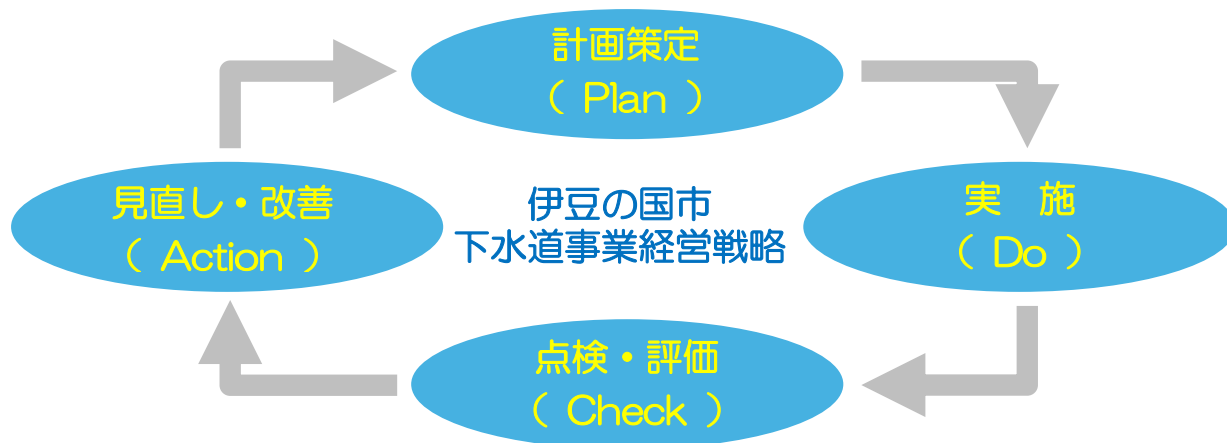 計画策定
( Plan )
見直し・改善
( Action )
伊豆の国市
下水道事業経営戦略
実　施
( Do )
点検・評価
( Check )